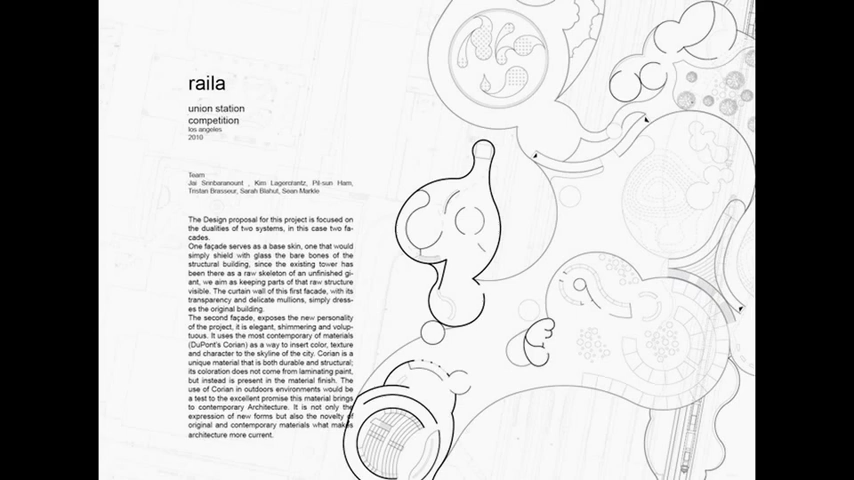 raila
union station
competition
los angeles
2010
Team
Jai Srinbaranount , Kim Lagercrantz, Pil-sun Ham,
Tristan Brasseur, Sarah Blahut, Sean Markle
The Design proposal for this project is focused on
the dualities of two systems, in this case two fa-
cades.
One façade serves as a base skin, one that would
simply shield with glass the bare bones of the
structural building, since the existing tower has
been there as a raw skeleton of an unfinished gi-
ant, we aim as keeping parts of that raw structure
visible. The curtain wall of this first facade, with its
transparency and delicate mullions, simply dress-
es the original building.
The second façade, exposes the new personality
of the project, it is elegant, shimmering and volup-
tuous. It uses the most contemporary of materials
(DuPont's Corian) as a way to insert color, texture
and character to the skyline of the city. Corian is a
unique material that is both durable and structural;
its coloration does not come from laminating paint,
but instead is present in the material finish. The
use of Corian in outdoors environments would be
a test to the excellent promise this material brings
to contemporary Architecture. It is not only the
expression of new forms but also the novelty of
original and contemporary materials what makes
architecture more current.